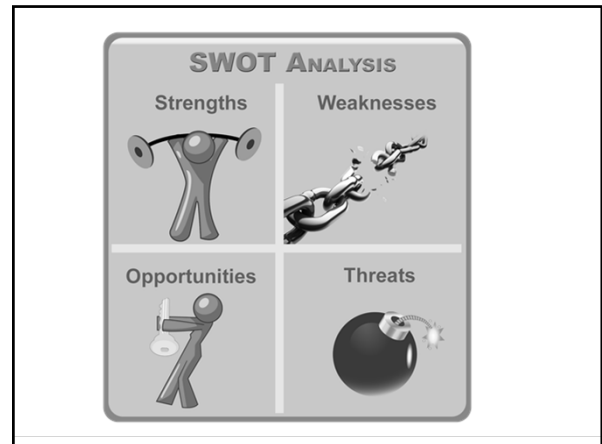 SWOT ANALYSIS
Strengths
Weaknesses
Opportunities
Threats